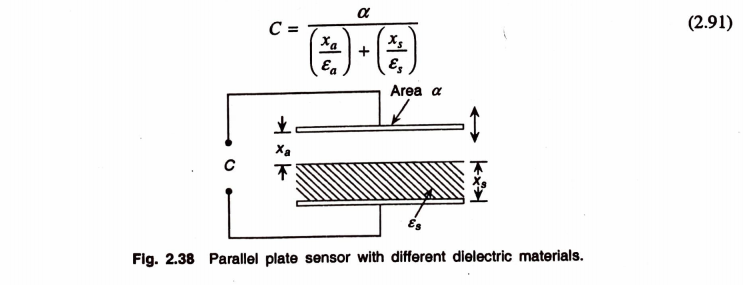 C = α / ((x_a / ε_a) + (x_s / ε_s)) (2.91)
Area α
x_a
C
x_s
ε_s
Fig. 2.38 Parallel plate sensor with different dielectric materials.